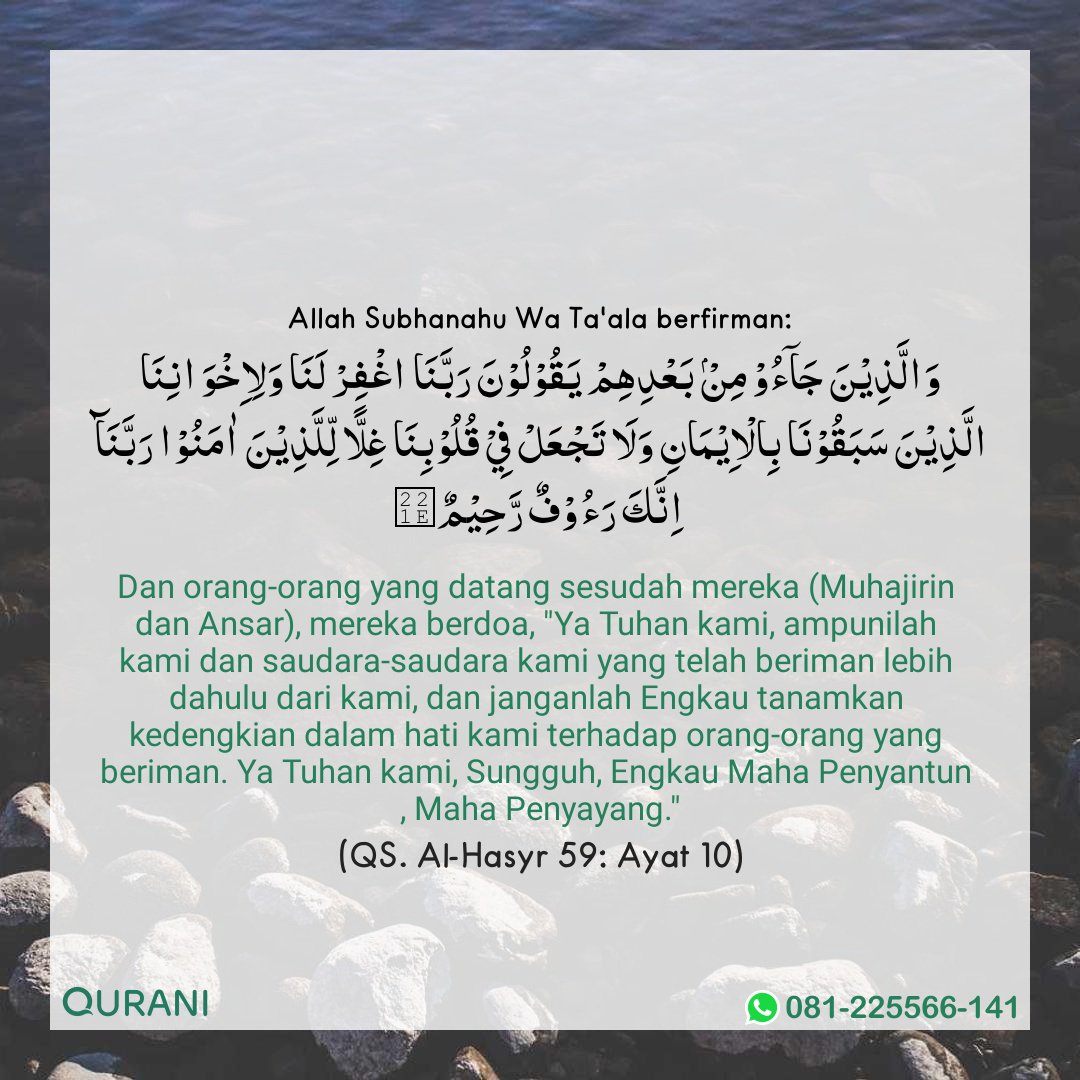 Allah Subhanahu Wa Ta'ala berfirman:
وَالَّذِيْنَ جَآءُوْ مِنْۢ بَعْدِهِمْ يَقُوْلُوْنَ رَبَّنَا اغْفِرْ لَنَا وَلِاِخْوَانِنَا
الَّذِيْنَ سَبَقُوْنَا بِالْاِيْمَانِ وَلَا تَجْعَلْ فِيْ قُلُوْبِنَا غِلًّا لِّلَّذِيْنَ اٰمَنُوْا رَبَّنَآ
اِنَّكَ رَءُوْفٌ رَّحِيْمٌ
Dan orang-orang yang datang sesudah mereka (Muhajirin
dan Ansar), mereka berdoa, "Ya Tuhan kami, ampunilah
kami dan saudara-saudara kami yang telah beriman lebih
dahulu dari kami, dan janganlah Engkau tanamkan
kedengkian dalam hati kami terhadap orang-orang yang
beriman. Ya Tuhan kami, Sungguh, Engkau Maha Penyantun
, Maha Penyayang."
(QS. Al-Hasyr 59: Ayat 10)
QURANI
081-225566-141